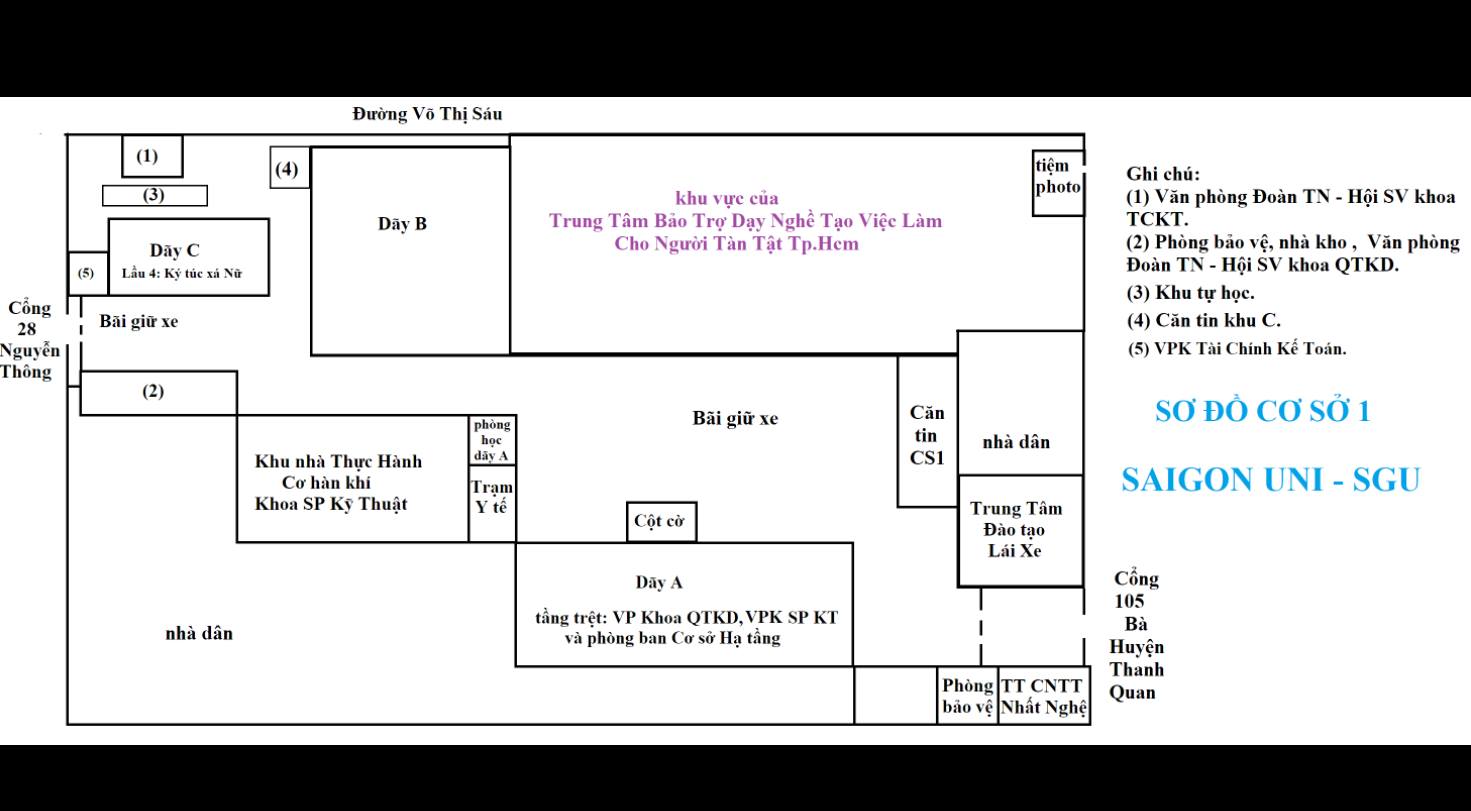 Đường Võ Thị Sáu
(1)
(3)
(4)
Dãy B
khu vực của
Trung Tâm Bảo Trợ Dạy Nghề Tạo Việc Làm
Cho Người Tàn Tật Tp.Hcm
tiệm
photo
Dãy C
Lầu 4: Ký túc xá Nữ
(5)
Cổng
28
Nguyễn
Thông
Bãi giữ xe
(2)
Khu nhà Thực Hành
Cơ hàn khí
Khoa SP Kỹ Thuật
phòng
học
dãy A
Trạm
Y tế
Bãi giữ xe
Căn
tin
CS1
nhà dân
Trung Tâm
Đào tạo
Lái Xe
Cột cờ
Dãy A
tầng trệt: VP Khoa QTKD, VPK SP KT
và phòng ban Cơ sở Hạ tầng
nhà dân
Phòng
bảo vệ
TT CNTT
Nhất Nghệ
Cổng
105
Bà
Huyện
Thanh
Quan
Ghi chú:
(1) Văn phòng Đoàn TN - Hội SV khoa
TCKT.
(2) Phòng bảo vệ, nhà kho , Văn phòng
Đoàn TN - Hội SV khoa QTKD.
(3) Khu tự học.
(4) Căn tin khu C.
(5) VPK Tài Chính Kế Toán.
SƠ ĐỒ CƠ SỞ 1
SAIGON UNI - SGU